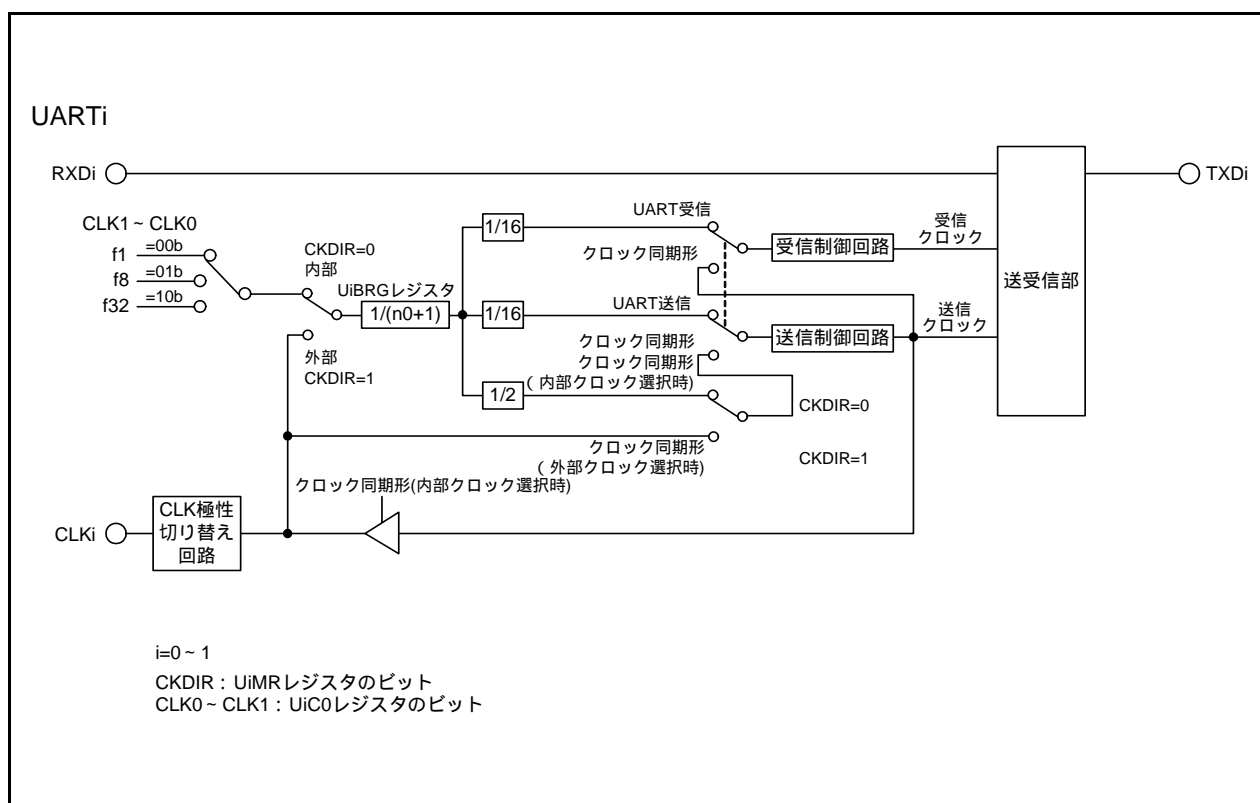 UARTi
RXDi
TXDi
CLK1 ~ CLK0
f1
=00b
f8
=01b
f32
=10b
CKDIR=0
内部
UiBRGレジスタ
1/(n0+1)
外部
CKDIR=1
1/16
UART受信
クロック同期形
受信制御回路
受信
クロック
送受信部
1/16
UART送信
クロック同期形
送信制御回路
送信
クロック
クロック同期形
(内部クロック選択時)
1/2
CKDIR=0
クロック同期形
(外部クロック選択時)
CKDIR=1
クロック同期形(内部クロック選択時)
CLKi
CLK極性
切り替え
回路
i=0 ~ 1
CKDIR : UiMRレジスタのビット
CLK0 ~ CLK1 : UiC0レジスタのビット